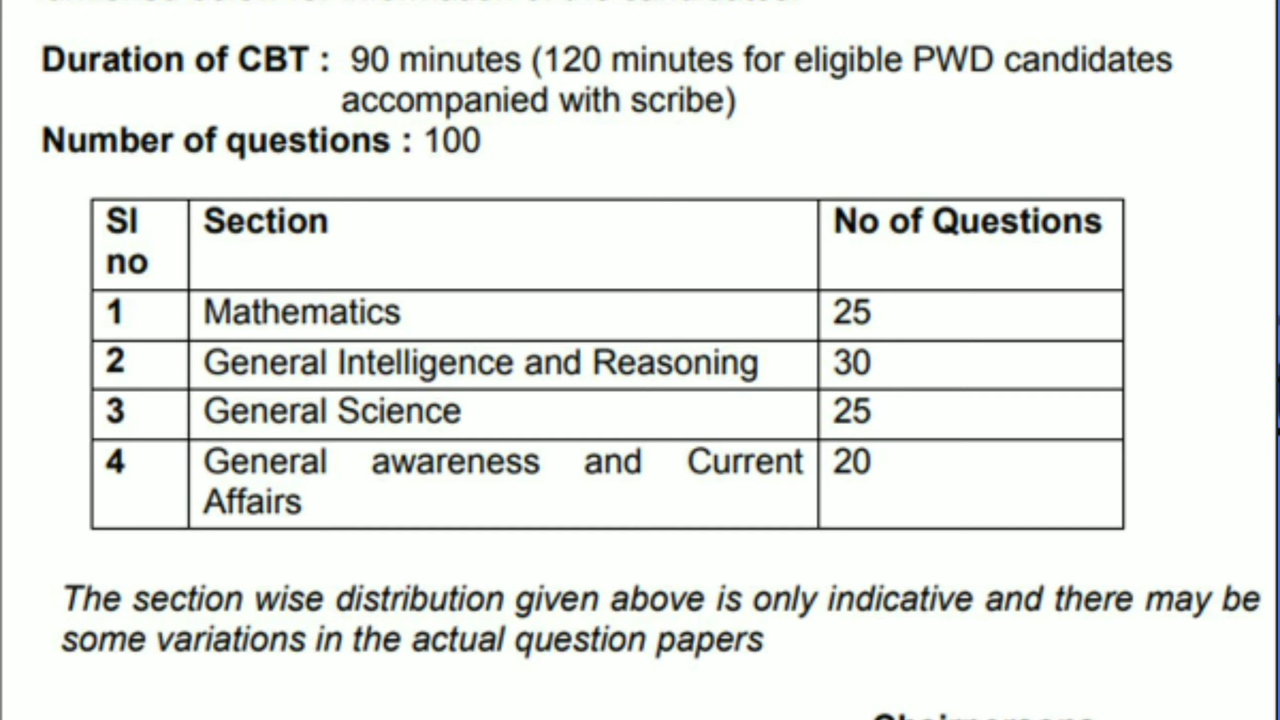 Duration of CBT : 90 minutes (120 minutes for eligible PWD candidates
accompanied with scribe)
Number of questions : 100
Sl no Section No of Questions
1 Mathematics 25
2 General Intelligence and Reasoning 30
3 General Science 25
4 General awareness and Current Affairs 20
The section wise distribution given above is only indicative and there may be
some variations in the actual question papers